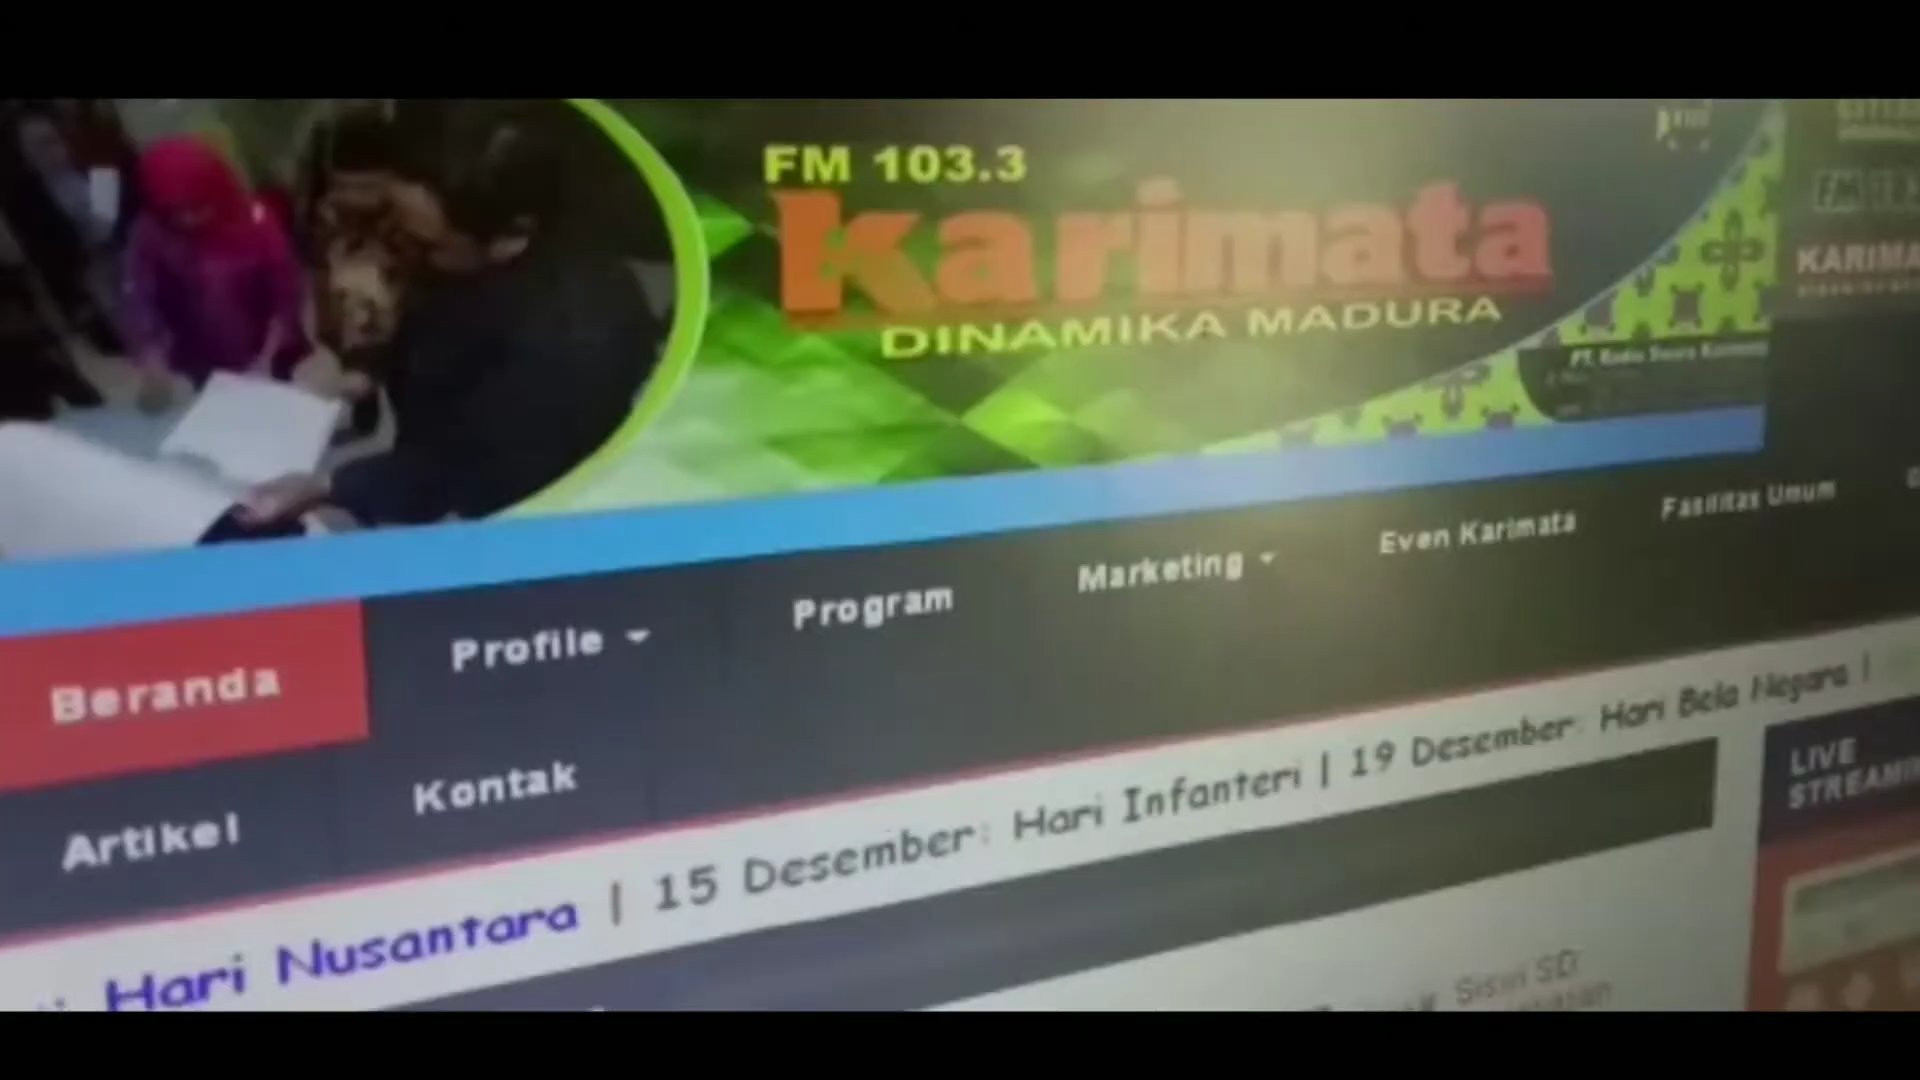 FM 103.3
karimata
DINAMIKA MADURA
KARIMA
Beranda
Profile
Program
Marketing
Even Karimata
Fasilitas Umum
Artikel
Kontak
Hari Nusantara | 15 Desember: Hari Infanteri | 19 Desember: Hari Bela Negara |
LIVE
STREAMIN